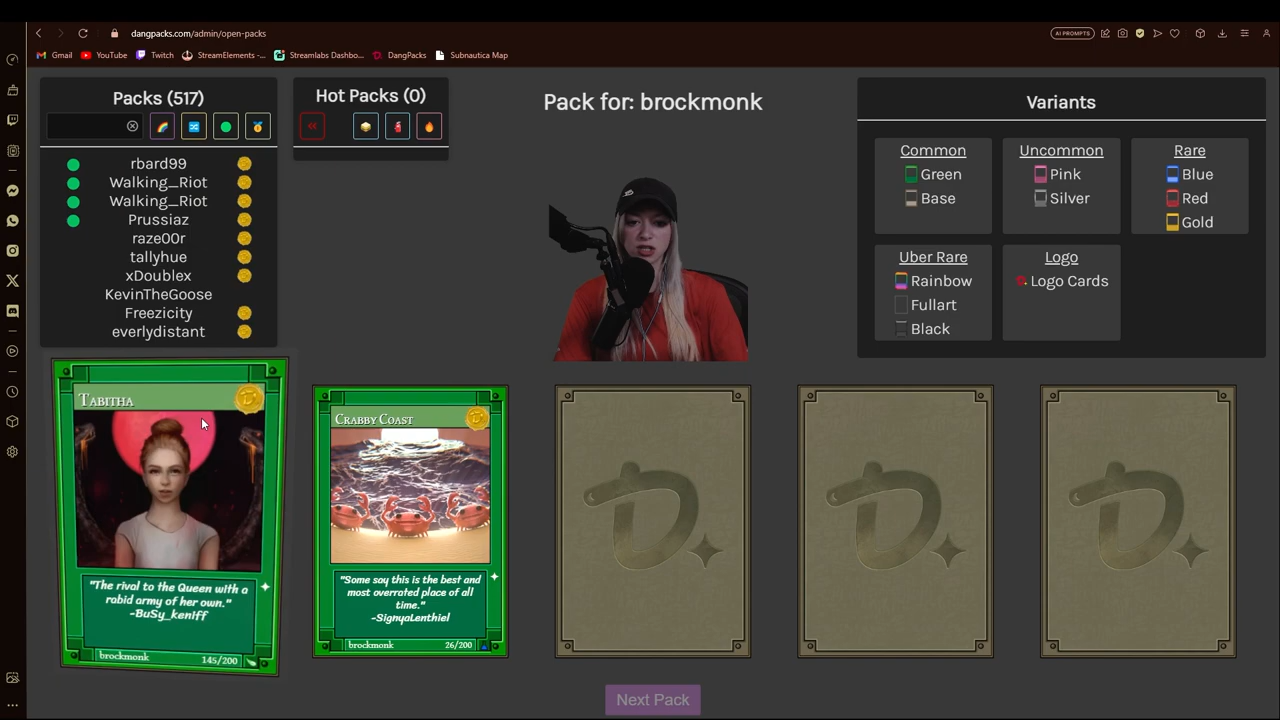 dangpacks.com/admin/open-packs
AI PROMPTS
Gmail YouTube Twitch StreamElements -... Streamlabs Dashbo... DangPacks Subnautica Map
Packs (517)
rbard99
Walking_Riot
Walking_Riot
Prussiaz
raze00r
tallyhue
xDoublex
KevinTheGoose
Freezicity
everlydistant
Hot Packs (0)
Pack for: brockmonk
Variants
Common
Green
Base
Uncommon
Pink
Silver
Rare
Blue
Red
Gold
Uber Rare
Rainbow
Fullart
Black
Logo
Logo Cards
Tabitha
"The rival to the Queen with a
rabid army of her own."
-BuSy_keniff
brockmonk 145/200
Crabby Coast
"Some say this is the best and
most overrated place of all
time."
-SignyaLenthiel
brockmonk 26/200
Next Pack